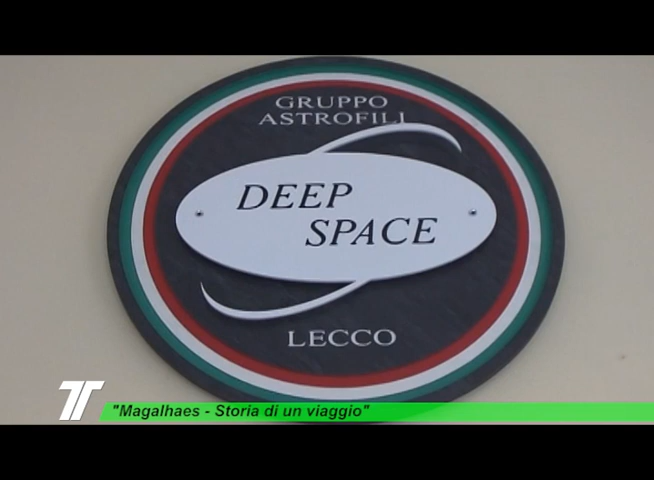 GRUPPO
ASTROFILI
DEEP
SPACE
LECCO
"Magalhaes - Storia di un viaggio"